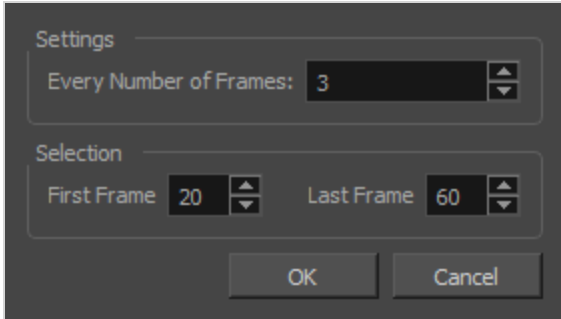 Settings
Every Number of Frames: 3
Selection
First Frame 20 Last Frame 60
OK Cancel